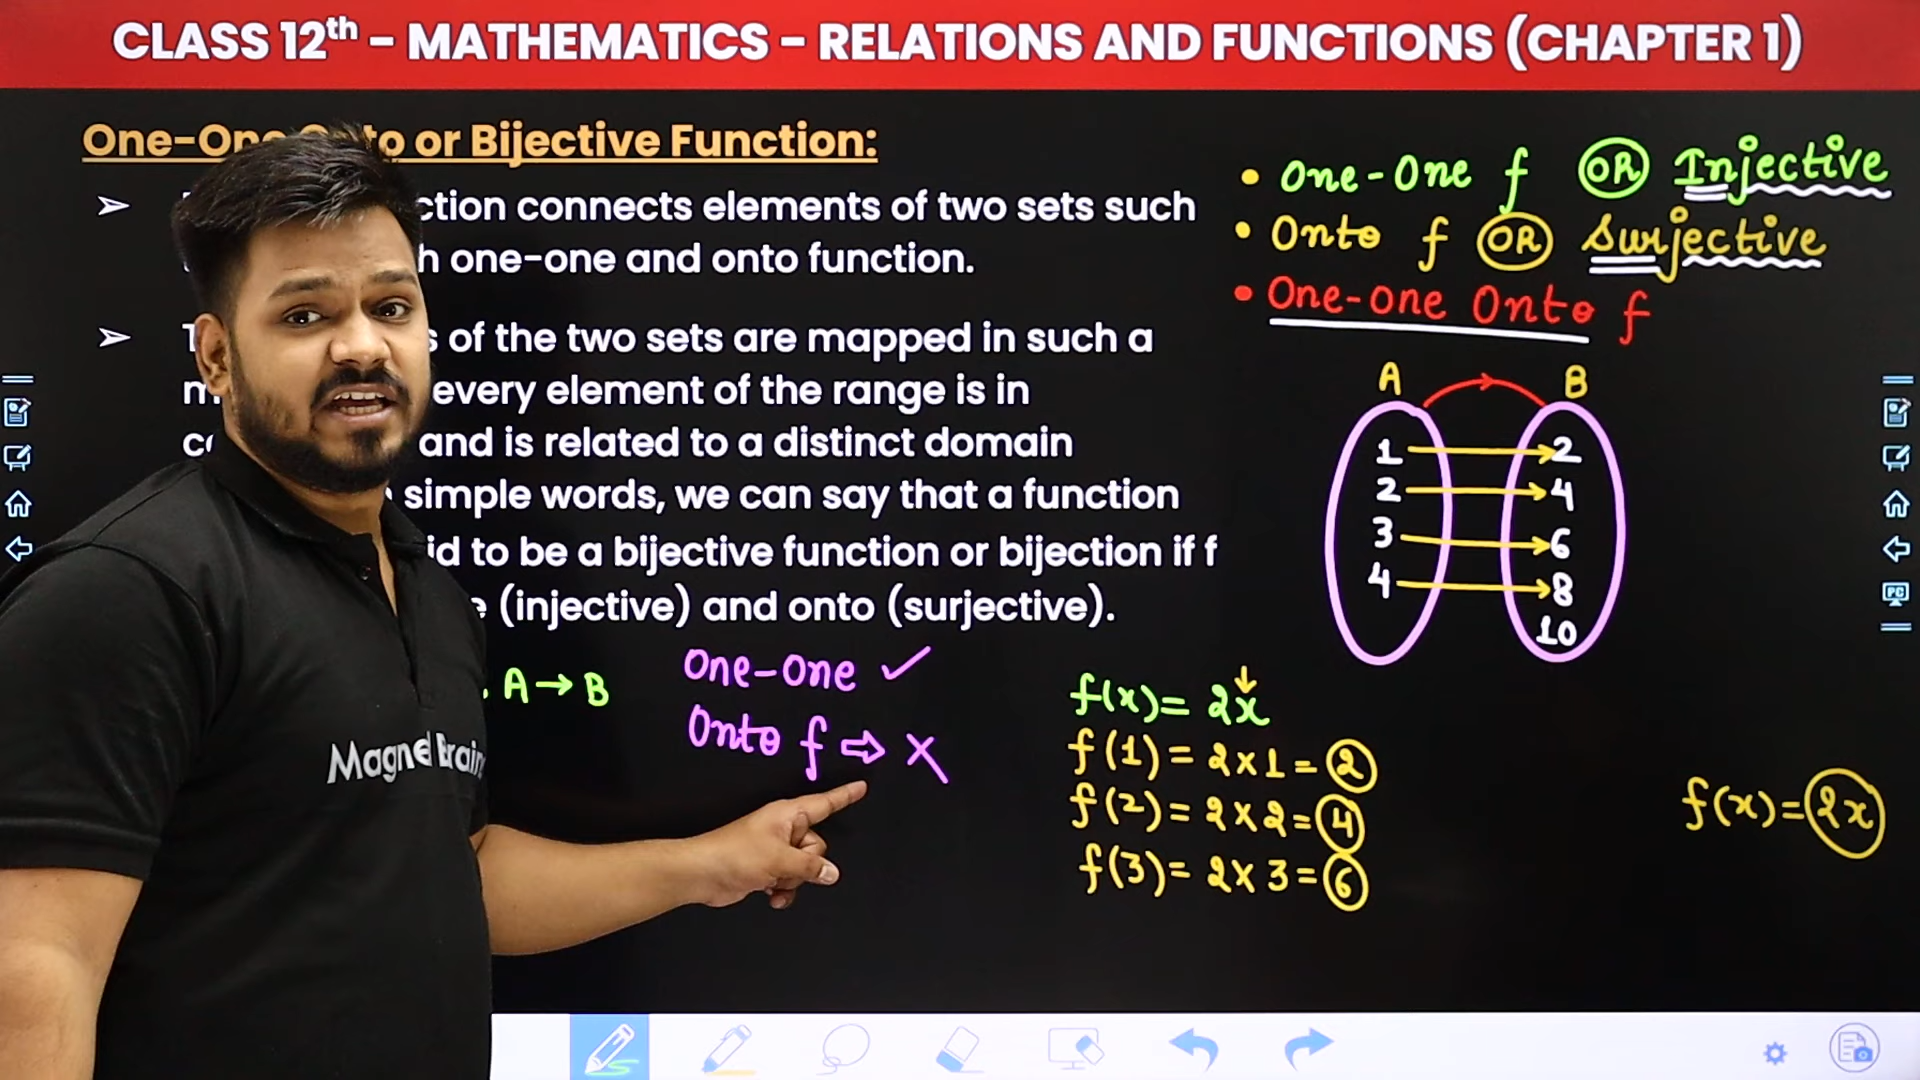 CLASS 12th - MATHEMATICS - RELATIONS AND FUNCTIONS (CHAPTER 1)
One-One Onto or Bijective Function:
ction connects elements of two sets such
h one-one and onto function.
s of the two sets are mapped in such a
every element of the range is in
and is related to a distinct domain
simple words, we can say that a function
id to be a bijective function or bijection if f
e (injective) and onto (surjective).
A → B
One-One ✓
Onto f ⇨ X
• One-One f OR Injective
• Onto f OR Surjective
• One-one Onto f
A B
1 2
2 4
3 6
4 8
10
f(x) = 2x
f(1) = 2×1 = 2
f(2) = 2×2 = 4
f(3) = 2×3 = 6
f(x) = 2x
Magnet Brains
PC